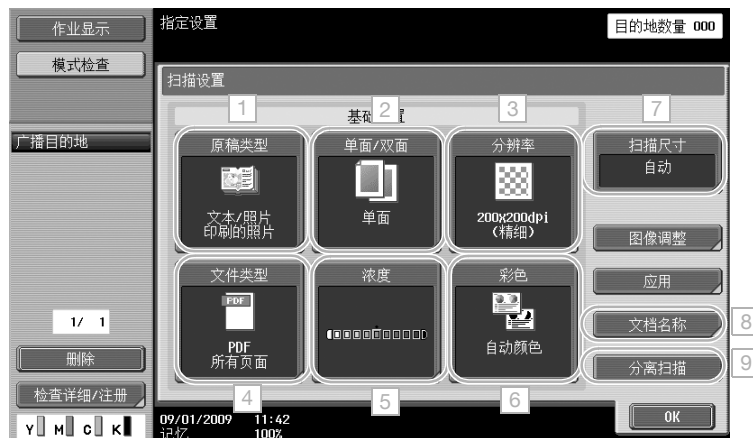 作业显示
指定设置
目的地数量 000
模式检查
扫描设置
1
2
3
7
基础 置
广播目的地
原稿类型
单面/双面
分辨率
扫描尺寸
自动
文本/照片
印刷的照片
单面
200x200dpi
(精细)
图像调整
文件类型
浓度
彩色
应用
PDF
PDF
所有页面
自动颜色
1/ 1
文档名称
8
删除
分离扫描
9
检查详细/注册
4
5
6
OK
09/01/2009 11:42
记忆 100%
Y M C K